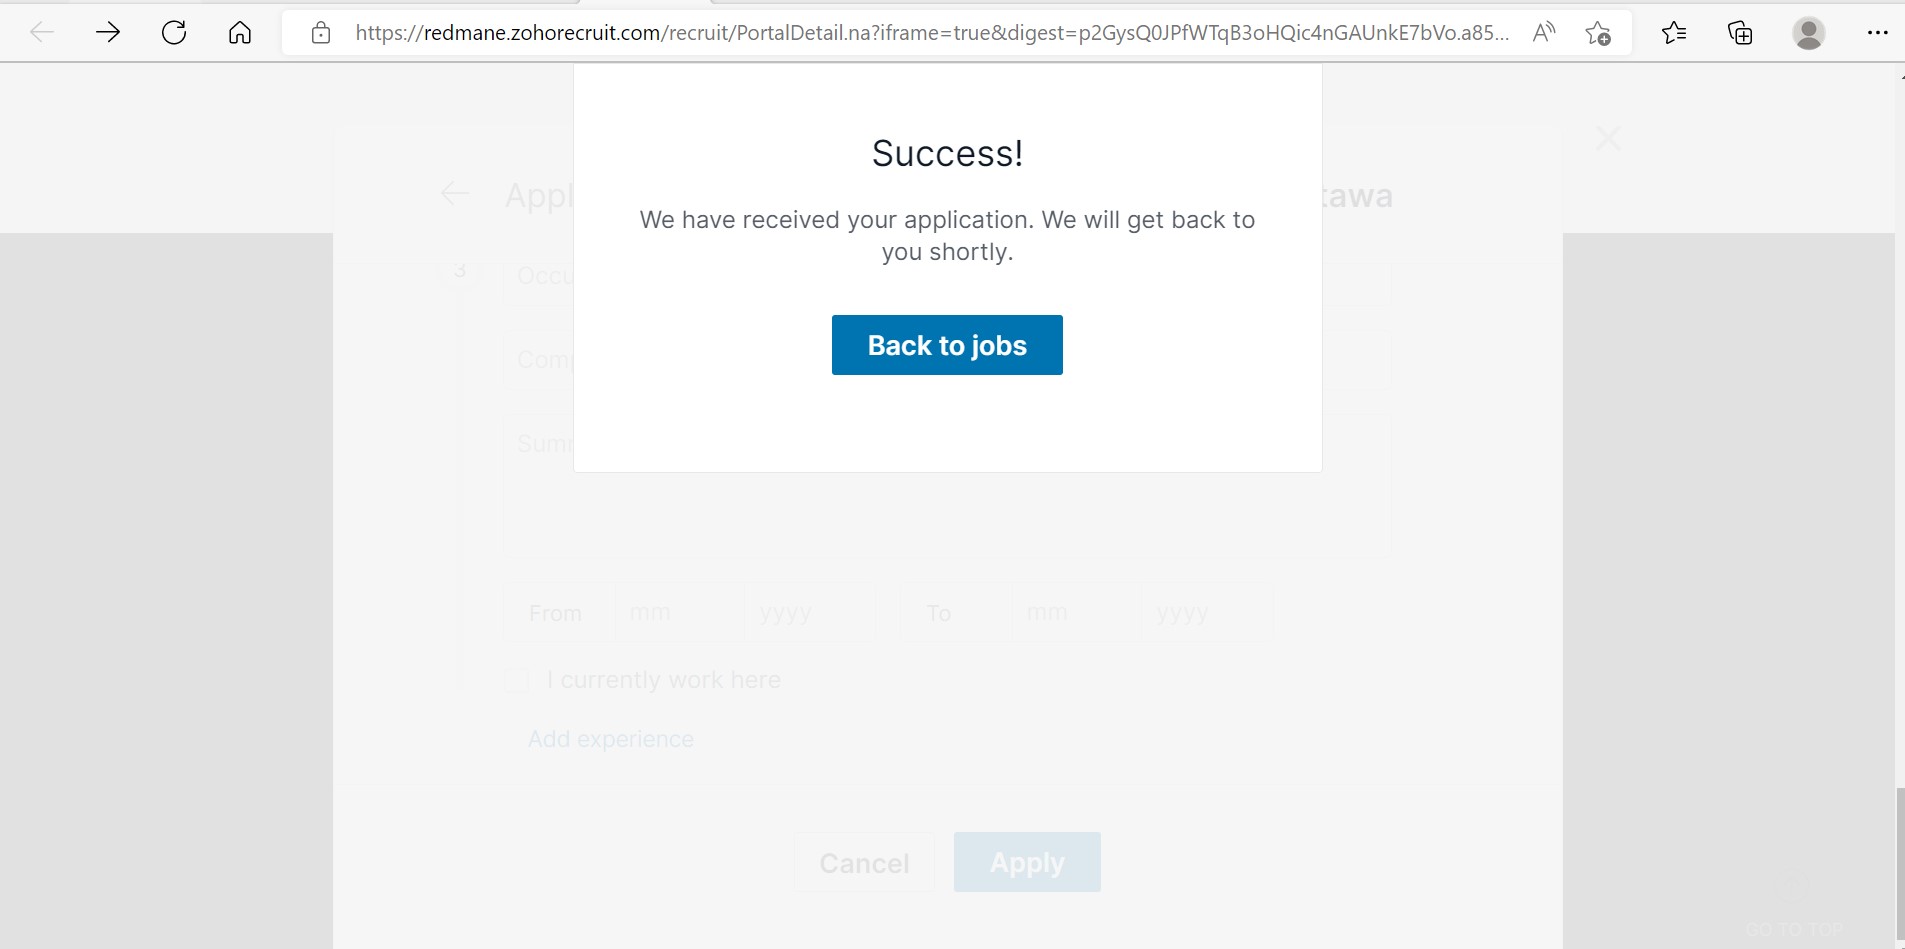 https://redmane.zohorecruit.com/recruit/PortalDetail.na?iframe=true&digest=p2GysQ0JPfWTqB3oHQic4nGAUnkE7bVo.a85...
Success!
Appl
tawa
We have received your application. We will get back to
you shortly.
3
Occu
Back to jobs
Comp
Summ
From mm yyyy To mm yyyy
I currently work here
Add experience
Cancel Apply
GO TO TOP